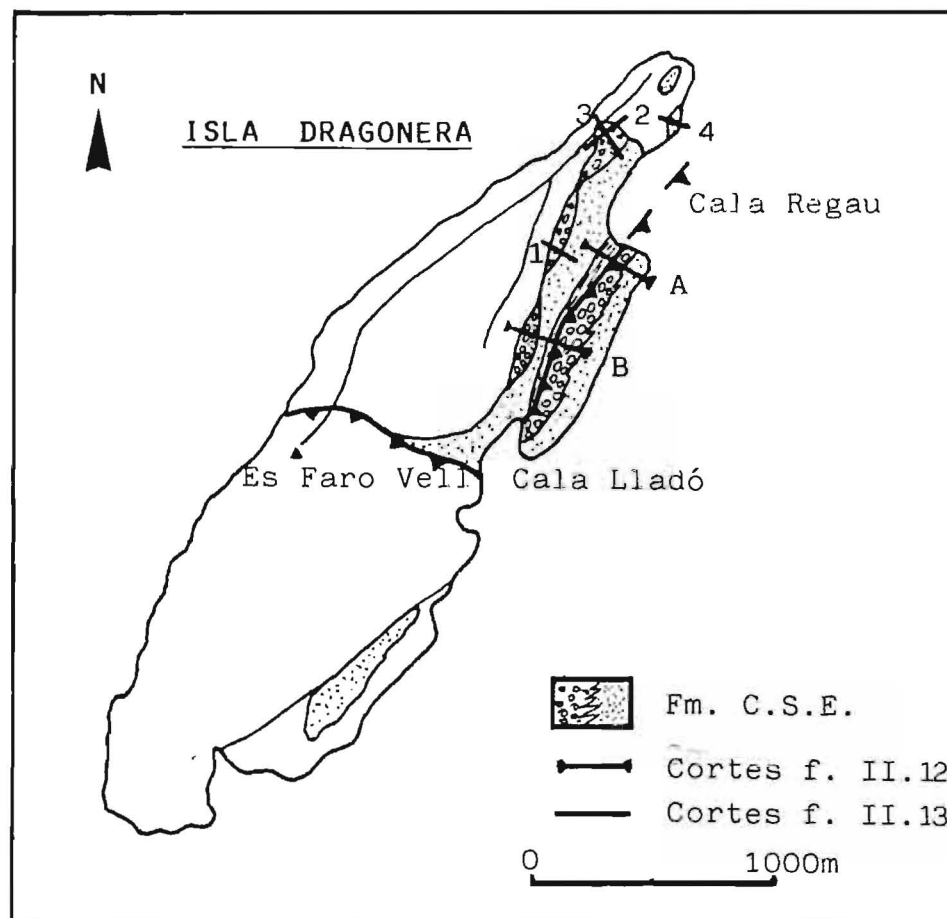 N
ISLA DRAGONERA
3
2
4
Cala Regau
1
A
B
Es Faro Vell
Cala Lladó
Fm. C.S.E.
Cortes f. II.12
Cortes f. II.13
0 1000m